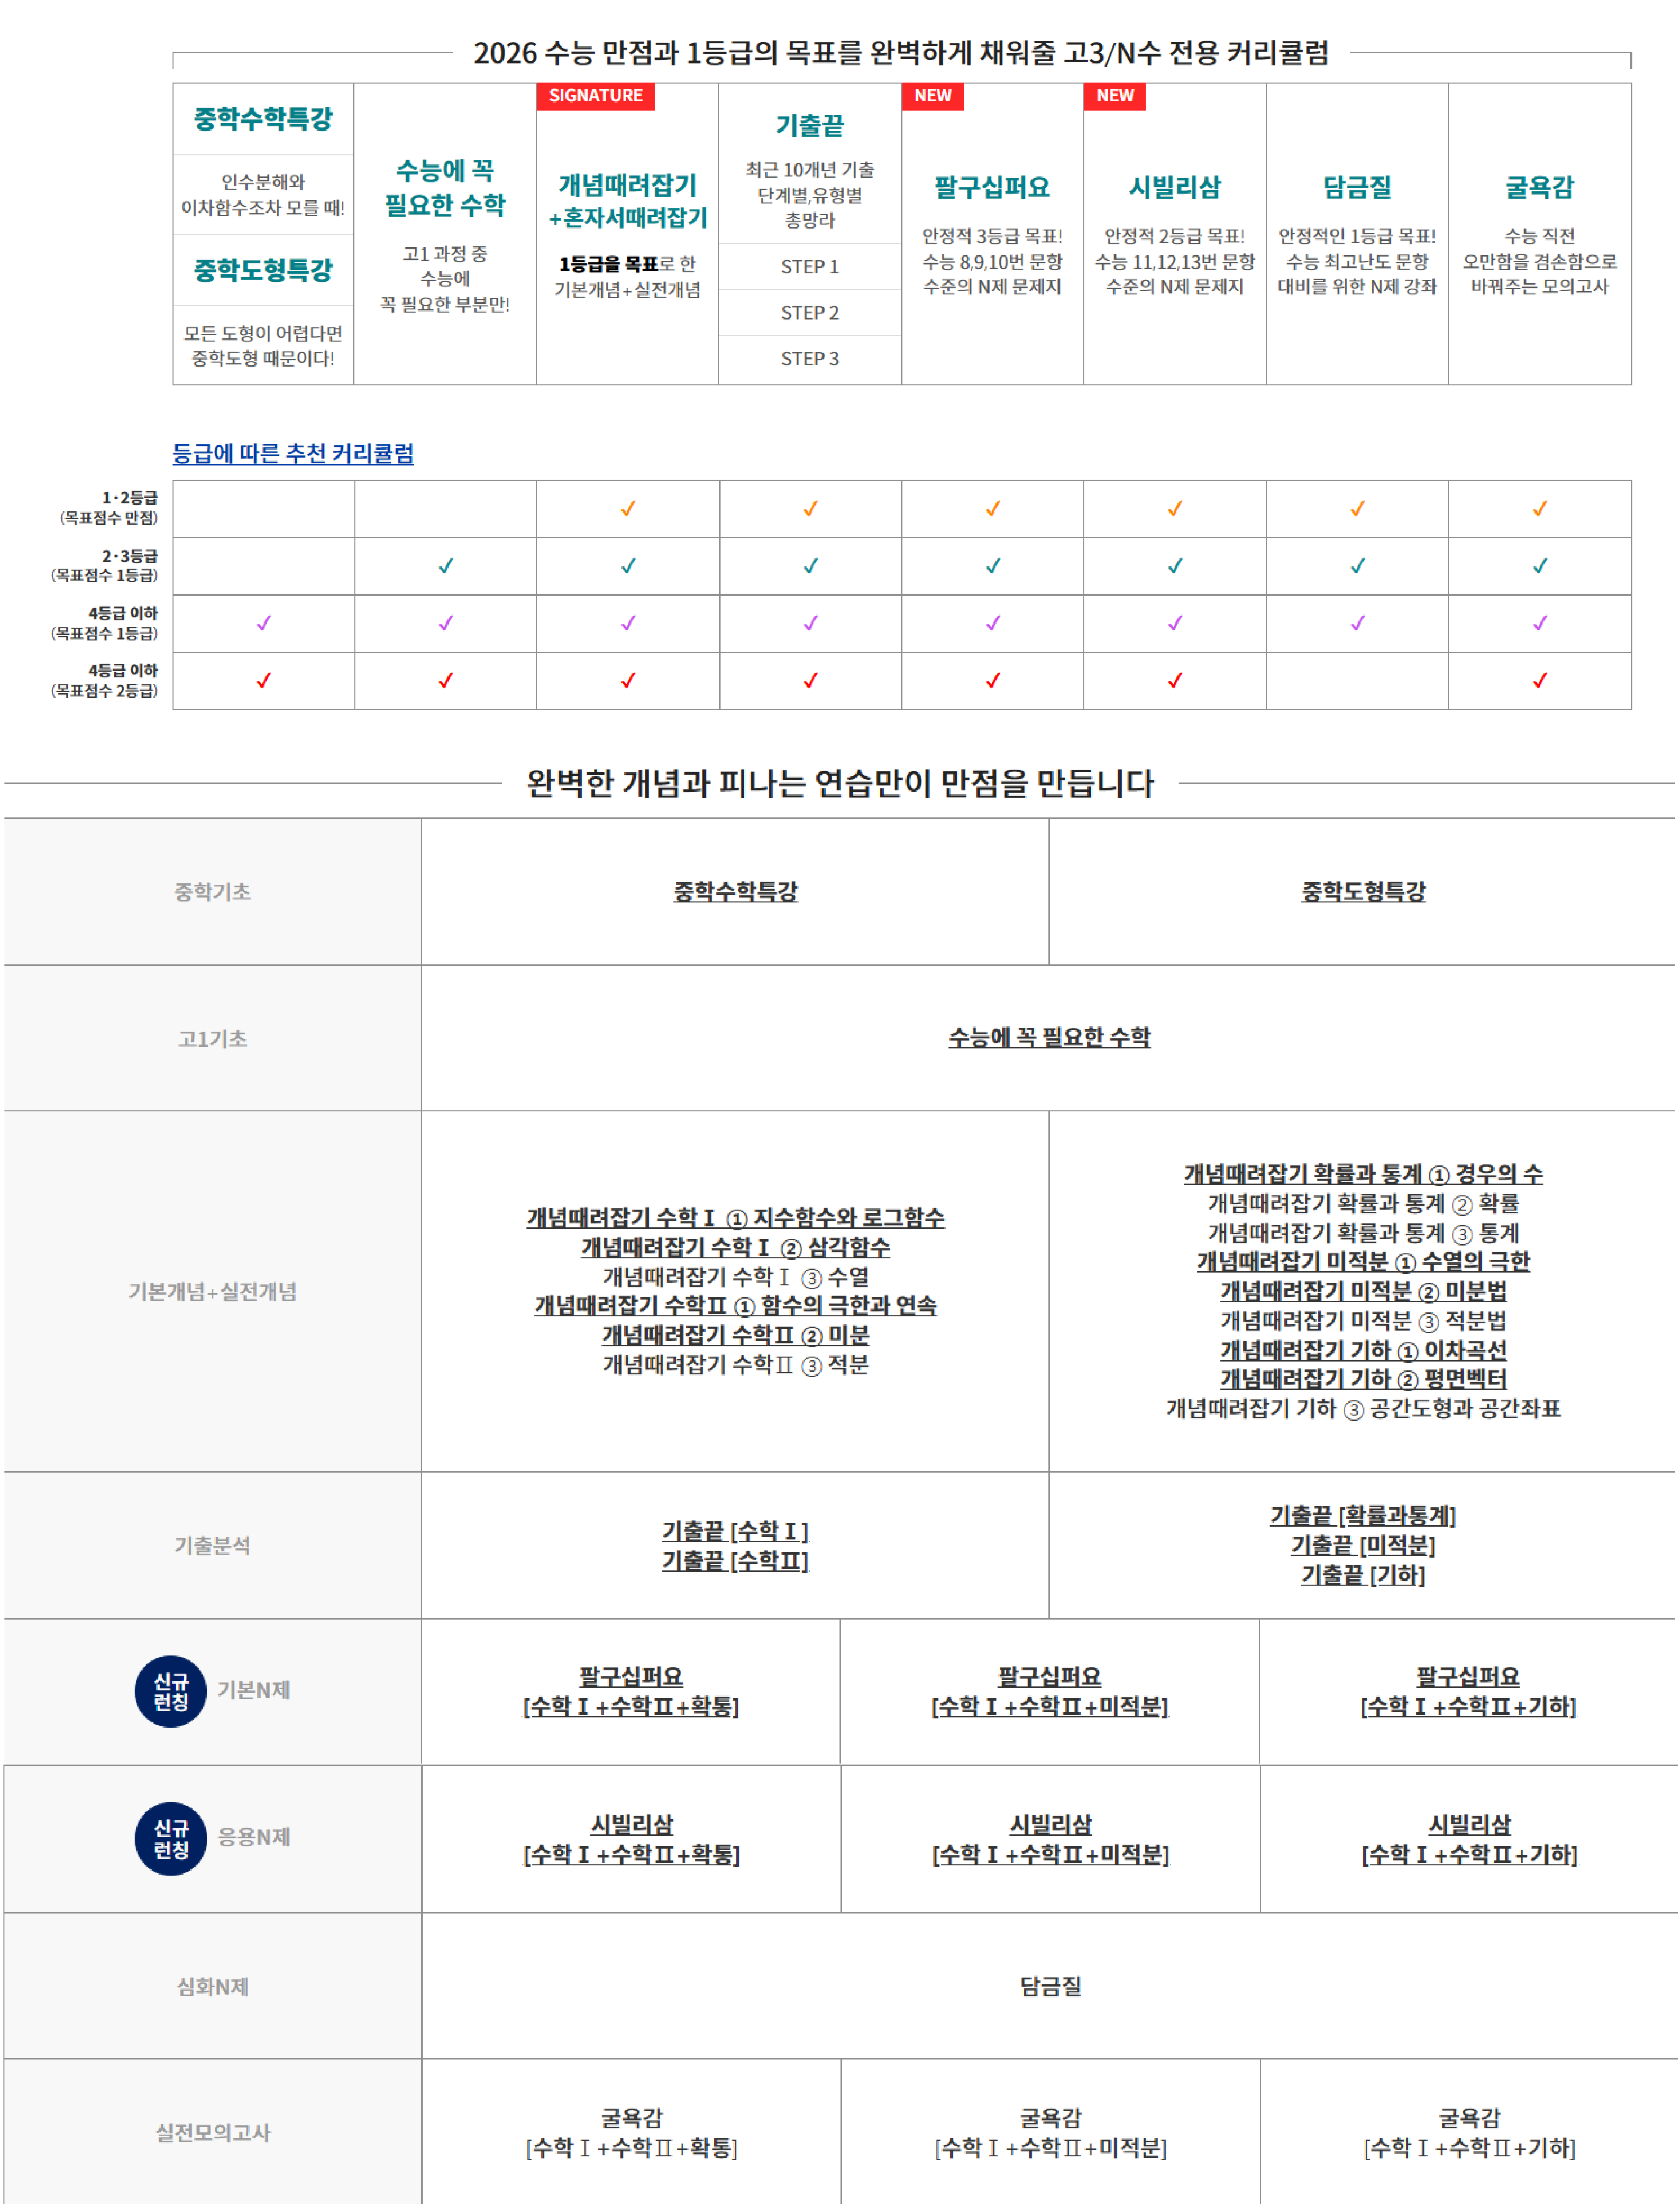 2026 수능 만점과 1등급의 목표를 완벽하게 채워줄 고3/N수 전용 커리큘럼
중학수학특강
인수분해와
이차함수조차 모를 때!
중학도형특강
모든 도형이 어렵다면
중학도형 때문이다!
수능에 꼭
필요한 수학
고1 과정 중
수능에
꼭 필요한 부분만!
SIGNATURE
개념때려잡기
+혼자서때려잡기
1등급을 목표로 한
기본개념+실전개념
기출끝
최근 10개년 기출
단계별,유형별
총망라
STEP 1
STEP 2
STEP 3
NEW
팔구십퍼요
안정적 3등급 목표!
수능 8,9,10번 문항
수준의 N제 문제지
NEW
시빌리삼
안정적 2등급 목표!
수능 11,12,13번 문항
수준의 N제 문제지
담금질
안정적인 1등급 목표!
수능 최고난도 문항
대비를 위한 N제 강좌
굴욕감
수능 직전
오만함을 겸손함으로
바꿔주는 모의고사
등급에 따른 추천 커리큘럼
1·2등급
(목표점수 만점)
✓ ✓ ✓ ✓ ✓ ✓
2·3등급
(목표점수 1등급)
✓ ✓ ✓ ✓ ✓ ✓ ✓
4등급 이하
(목표점수 1등급)
✓ ✓ ✓ ✓ ✓ ✓ ✓ ✓
4등급 이하
(목표점수 2등급)
✓ ✓ ✓ ✓ ✓ ✓ ✓
완벽한 개념과 피나는 연습만이 만점을 만듭니다
중학기초
중학수학특강
중학도형특강
고1기초
수능에 꼭 필요한 수학
기본개념+실전개념
개념때려잡기 수학Ⅰ ① 지수함수와 로그함수
개념때려잡기 수학Ⅰ ② 삼각함수
개념때려잡기 수학Ⅰ ③ 수열
개념때려잡기 수학Ⅱ ① 함수의 극한과 연속
개념때려잡기 수학Ⅱ ② 미분
개념때려잡기 수학Ⅱ ③ 적분
개념때려잡기 확률과 통계 ① 경우의 수
개념때려잡기 확률과 통계 ② 확률
개념때려잡기 확률과 통계 ③ 통계
개념때려잡기 미적분 ① 수열의 극한
개념때려잡기 미적분 ② 미분법
개념때려잡기 미적분 ③ 적분법
개념때려잡기 기하 ① 이차곡선
개념때려잡기 기하 ② 평면벡터
개념때려잡기 기하 ③ 공간도형과 공간좌표
기출분석
기출끝 [수학Ⅰ]
기출끝 [수학Ⅱ]
기출끝 [확률과통계]
기출끝 [미적분]
기출끝 [기하]
신규
런칭
기본N제
팔구십퍼요
[수학Ⅰ+수학Ⅱ+확통]
팔구십퍼요
[수학Ⅰ+수학Ⅱ+미적분]
팔구십퍼요
[수학Ⅰ+수학Ⅱ+기하]
신규
런칭
응용N제
시빌리삼
[수학Ⅰ+수학Ⅱ+확통]
시빌리삼
[수학Ⅰ+수학Ⅱ+미적분]
시빌리삼
[수학Ⅰ+수학Ⅱ+기하]
심화N제
담금질
실전모의고사
굴욕감
[수학Ⅰ+수학Ⅱ+확통]
굴욕감
[수학Ⅰ+수학Ⅱ+미적분]
굴욕감
[수학Ⅰ+수학Ⅱ+기하]